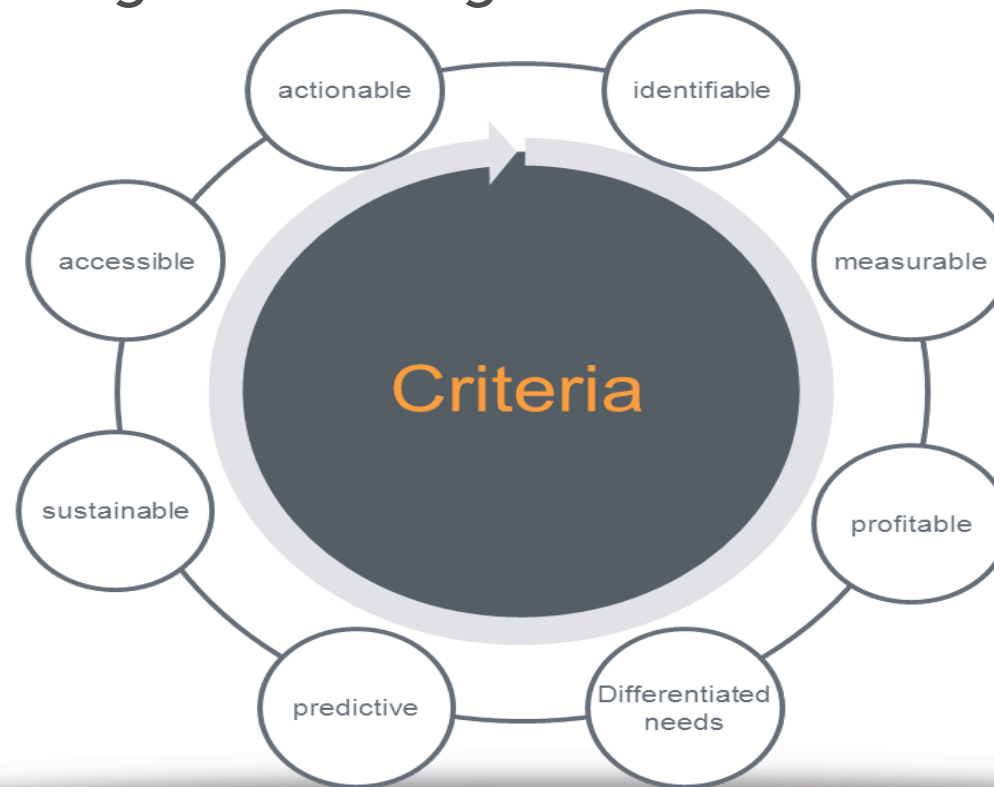 actionable
identifiable
accessible
measurable
Criteria
sustainable
profitable
predictive
Differentiated
needs